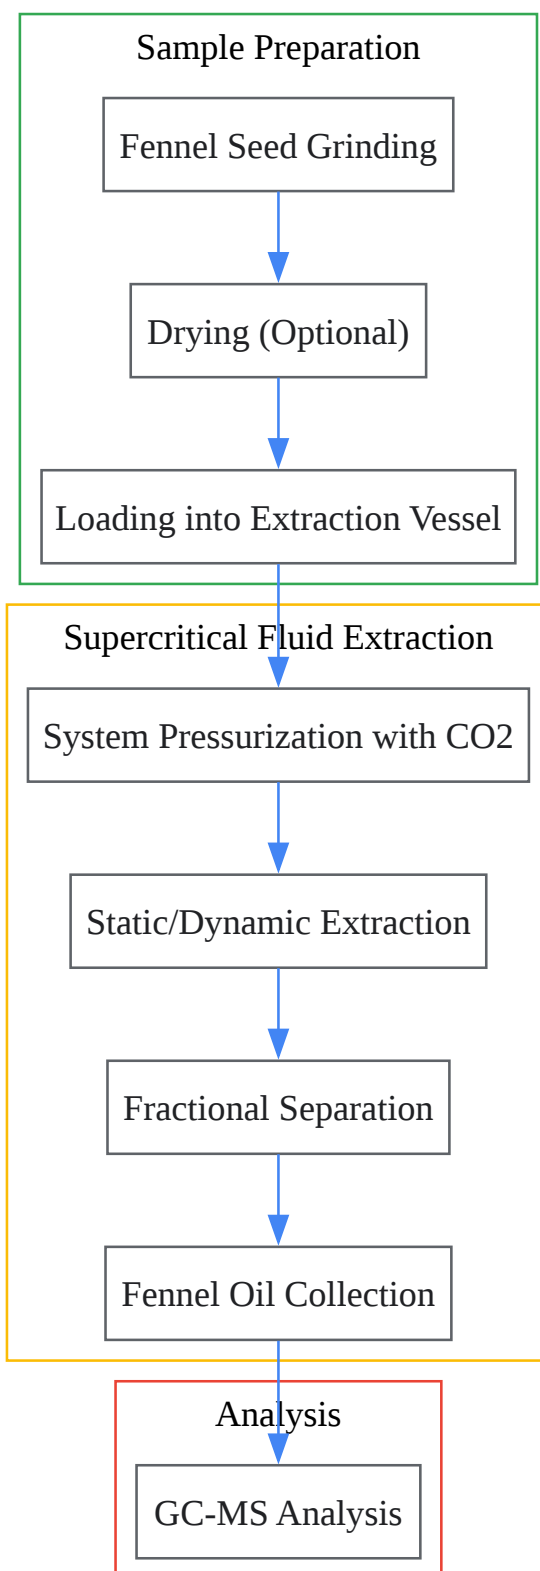 Sample Preparation
Fennel Seed Grinding
Drying (Optional)
Loading into Extraction Vessel
Supercritical Fluid Extraction
System Pressurization with CO2
Static/Dynamic Extraction
Fractional Separation
Fennel Oil Collection
Analysis
GC-MS Analysis